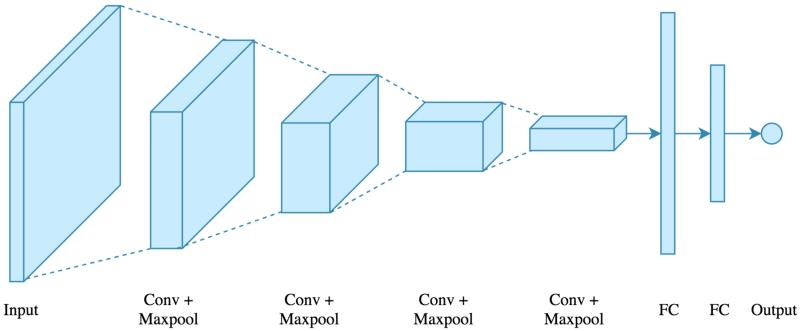 Input
Conv +
Maxpool
Conv +
Maxpool
Conv +
Maxpool
Conv +
Maxpool
FC
FC
Output